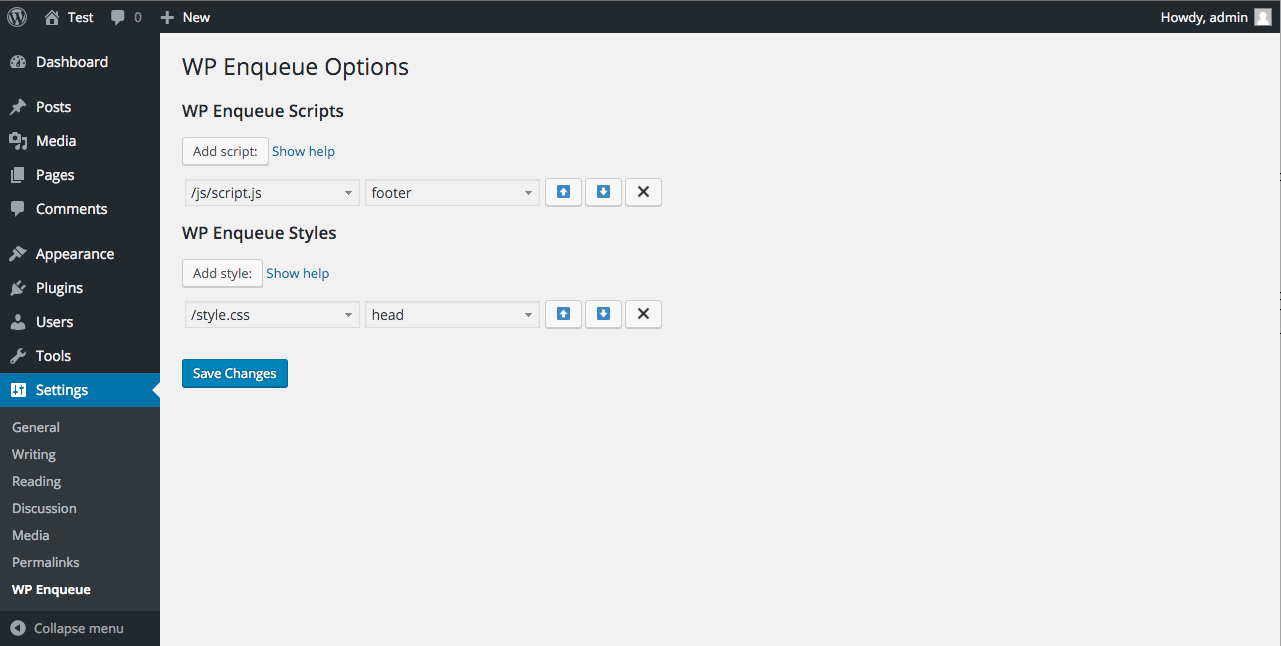 Test 0 New Howdy, admin
Dashboard
Posts
Media
Pages
Comments
Appearance
Plugins
Users
Tools
Settings
General
Writing
Reading
Discussion
Media
Permalinks
WP Enqueue
Collapse menu
WP Enqueue Options
WP Enqueue Scripts
Add script: Show help
/js/script.js footer
WP Enqueue Styles
Add style: Show help
/style.css head
Save Changes